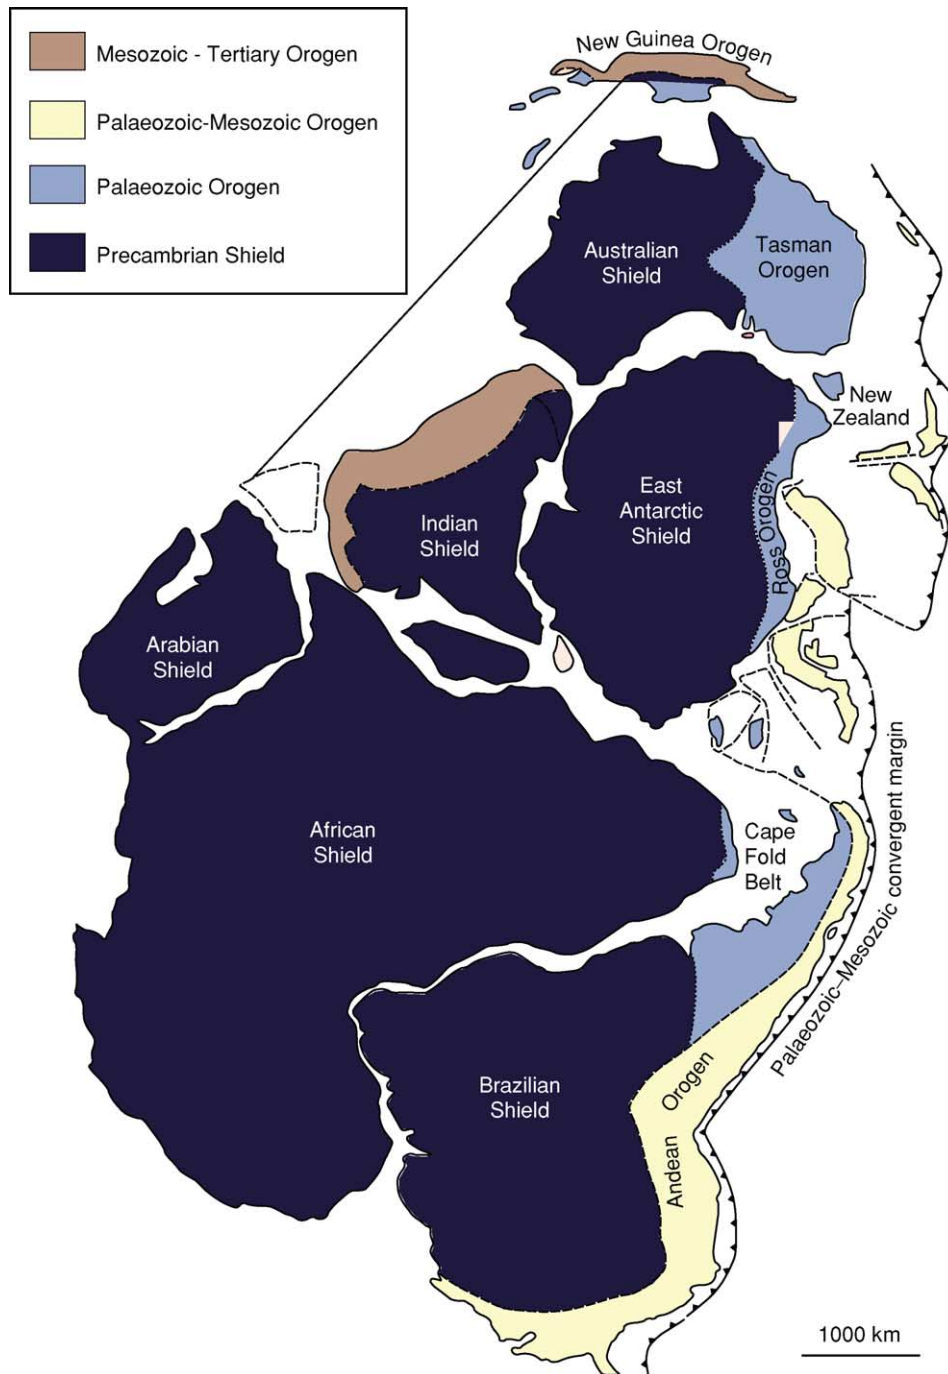 Mesozoic - Tertiary Orogen
Palaeozoic-Mesozoic Orogen
Palaeozoic Orogen
Precambrian Shield
New Guinea Orogen
Australian
Shield
Tasman
Orogen
New
Zealand
East
Antarctic
Shield
Ross Orogen
Indian
Shield
Arabian
Shield
African
Shield
Cape
Fold
Belt
Palaeozoic–Mesozoic convergent margin
Brazilian
Shield
Andean
Orogen
1000 km